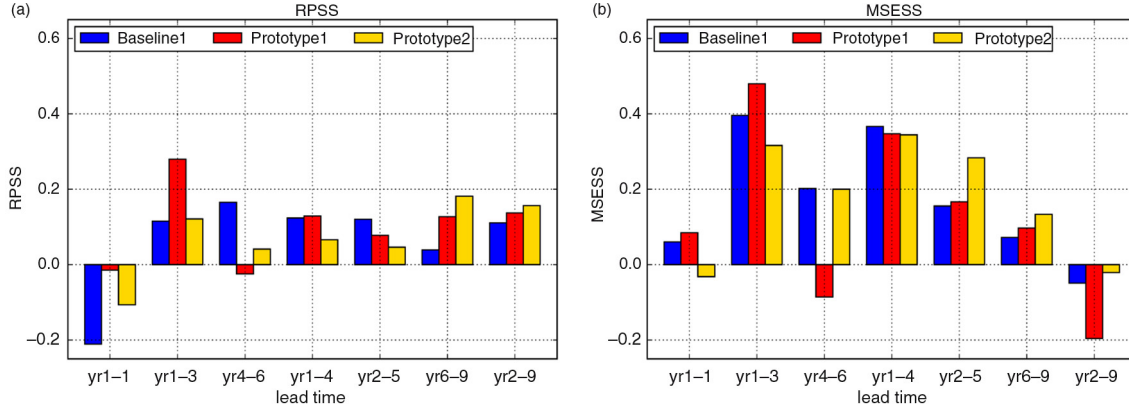 (a)
RPSS
0.6
Baseline1
Prototype1
Prototype2
0.4
0.2
0.0
−0.2
RPSS
yr1–1
yr1–3
yr4–6
yr1–4
yr2–5
yr6–9
yr2–9
lead time
(b)
MSESS
0.6
Baseline1
Prototype1
Prototype2
0.4
0.2
0.0
−0.2
MSESS
yr1–1
yr1–3
yr4–6
yr1–4
yr2–5
yr6–9
yr2–9
lead time